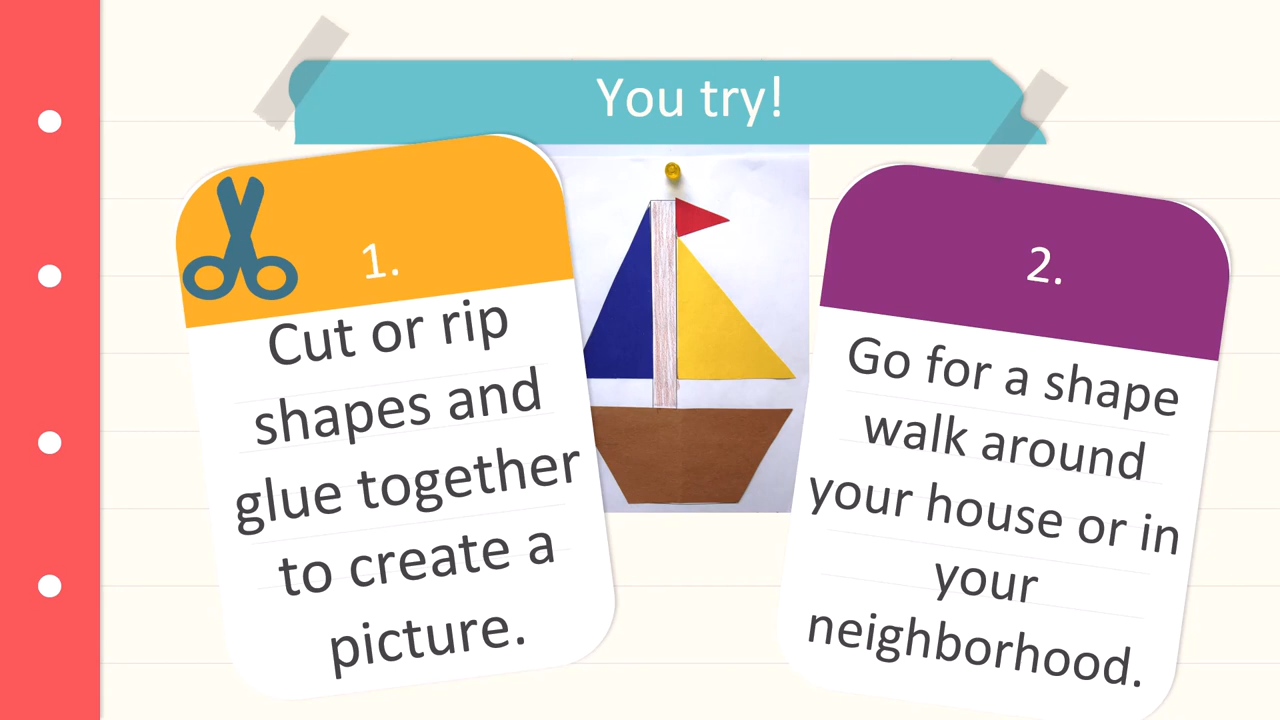 You try!
1.
Cut or rip
shapes and
glue together
to create a
picture.
2.
Go for a shape
walk around
your house or in
your
neighborhood.